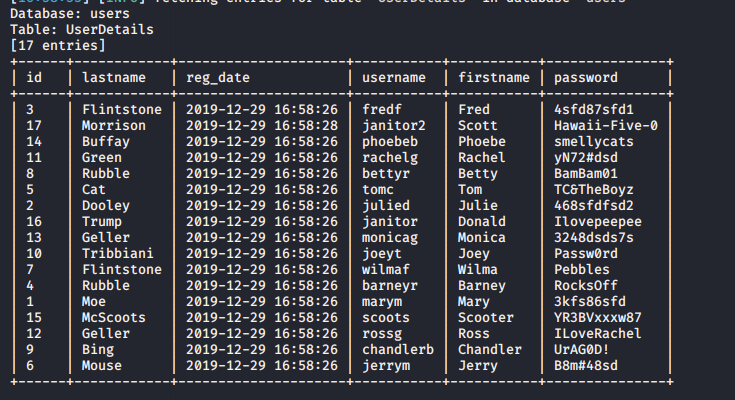 [INFO] fetching entries for table 'UserDetails' in database 'users'
Database: users
Table: UserDetails
[17 entries]
+------+------------+---------------------+-----------+-----------+---------------+
| id | lastname | reg_date | username | firstname | password |
+------+------------+---------------------+-----------+-----------+---------------+
| 3 | Flintstone | 2019-12-29 16:58:26 | fredf | Fred | 4sfd87sfd1 |
| 17 | Morrison | 2019-12-29 16:58:28 | janitor2 | Scott | Hawaii-Five-0 |
| 14 | Buffay | 2019-12-29 16:58:26 | phoebeb | Phoebe | smellycats |
| 11 | Green | 2019-12-29 16:58:26 | rachelg | Rachel | yN72#dsd |
| 8 | Rubble | 2019-12-29 16:58:26 | bettyr | Betty | BamBam01 |
| 5 | Cat | 2019-12-29 16:58:26 | tomc | Tom | TC&TheBoyz |
| 2 | Dooley | 2019-12-29 16:58:26 | julied | Julie | 468sfdfsd2 |
| 16 | Trump | 2019-12-29 16:58:26 | janitor | Donald | Ilovepeepee |
| 13 | Geller | 2019-12-29 16:58:26 | monicag | Monica | 3248dsds7s |
| 10 | Tribbiani | 2019-12-29 16:58:26 | joeyt | Joey | Passw0rd |
| 7 | Flintstone | 2019-12-29 16:58:26 | wilmaf | Wilma | Pebbles |
| 4 | Rubble | 2019-12-29 16:58:26 | barneyr | Barney | RocksOff |
| 1 | Moe | 2019-12-29 16:58:26 | marym | Mary | 3kfs86sfd |
| 15 | McScoots | 2019-12-29 16:58:26 | scoots | Scooter | YR3BVxxxw87 |
| 12 | Geller | 2019-12-29 16:58:26 | rossg | Ross | ILoveRachel |
| 9 | Bing | 2019-12-29 16:58:26 | chandlerb | Chandler | UrAG0D! |
| 6 | Mouse | 2019-12-29 16:58:26 | jerrym | Jerry | B8m#48sd |
+------+------------+---------------------+-----------+-----------+---------------+